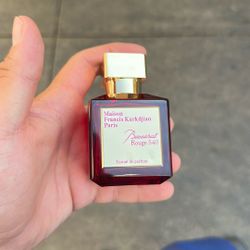 Maison
Francis Kurkdjian
Paris
Baccarat
Rouge 540
Extrait de parfum